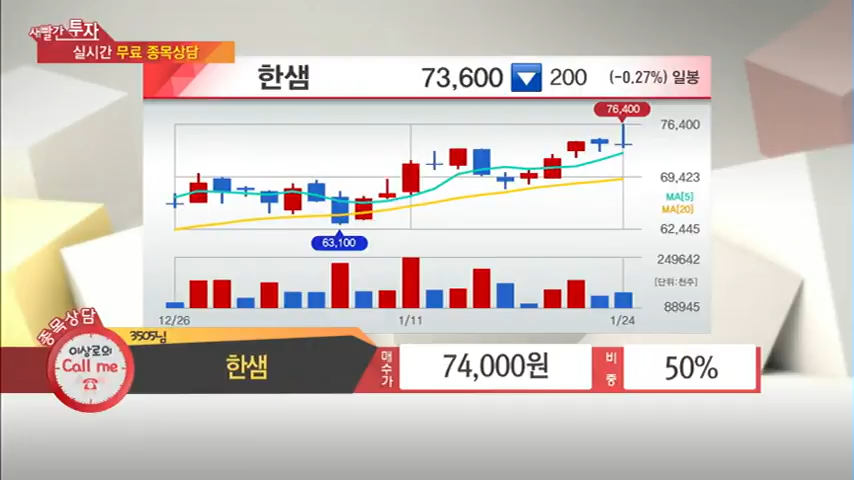 새빨간 투자
실시간 무료 종목상담
한샘 73,600 ▼ 200 (-0.27%) 일봉
76,400
76,400
69,423
MA[5]
MA[20]
62,445
63,100
249642
[단위:천주]
88945
12/26 1/11 1/24
종목상담
이상로의
Call me
3505님
한샘
매수가 74,000원
비중 50%